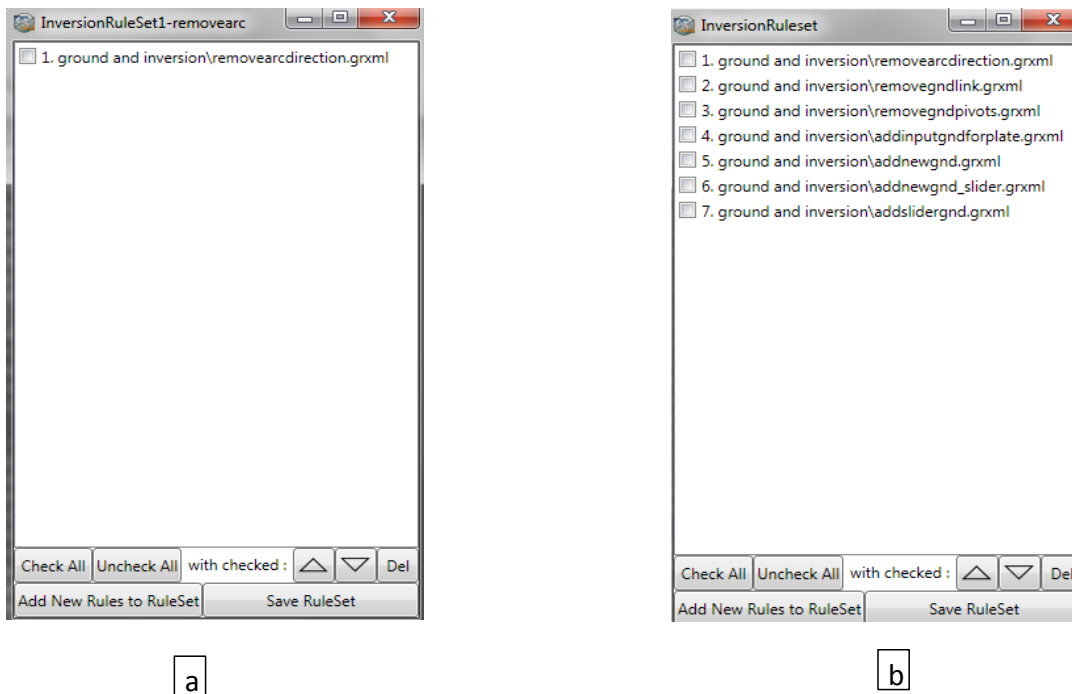 InversionRuleSet1-removearc
1. ground and inversion\removearcdirection.grxml
Check All Uncheck All with checked : Del
Add New Rules to RuleSet Save RuleSet
a
InversionRuleset
1. ground and inversion\removearcdirection.grxml
2. ground and inversion\removegndlink.grxml
3. ground and inversion\removegndpivots.grxml
4. ground and inversion\addinputgndforplate.grxml
5. ground and inversion\addnewgnd.grxml
6. ground and inversion\addnewgnd_slider.grxml
7. ground and inversion\addslidergnd.grxml
Check All Uncheck All with checked : Del
Add New Rules to RuleSet Save RuleSet
b